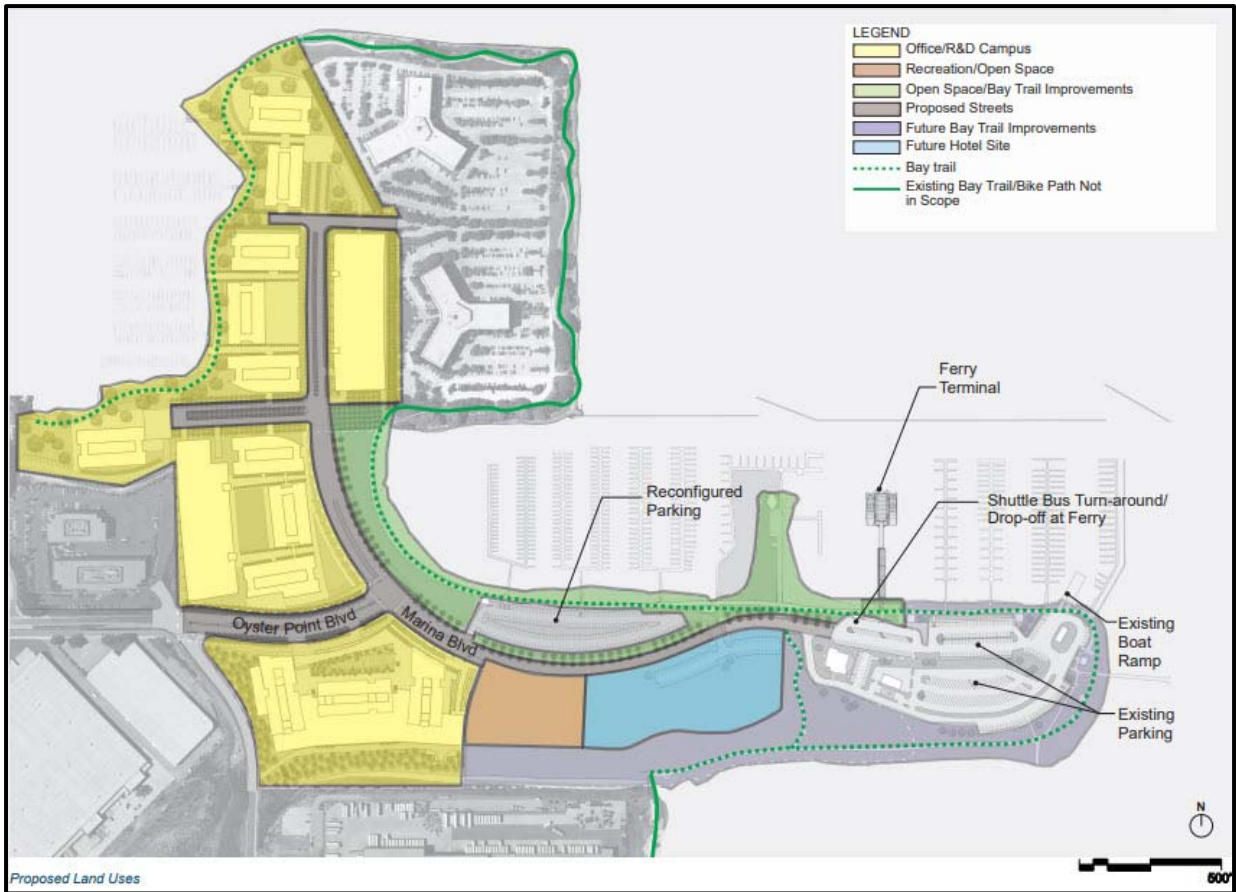 LEGEND
Office/R&D Campus
Recreation/Open Space
Open Space/Bay Trail Improvements
Proposed Streets
Future Bay Trail Improvements
Future Hotel Site
Bay trail
Existing Bay Trail/Bike Path Not
in Scope
Ferry
Terminal
Reconfigured
Parking
Shuttle Bus Turn-around/
Drop-off at Ferry
Oyster Point Blvd
Marina Blvd
Existing
Boat
Ramp
Existing
Parking
N
500'
Proposed Land Uses